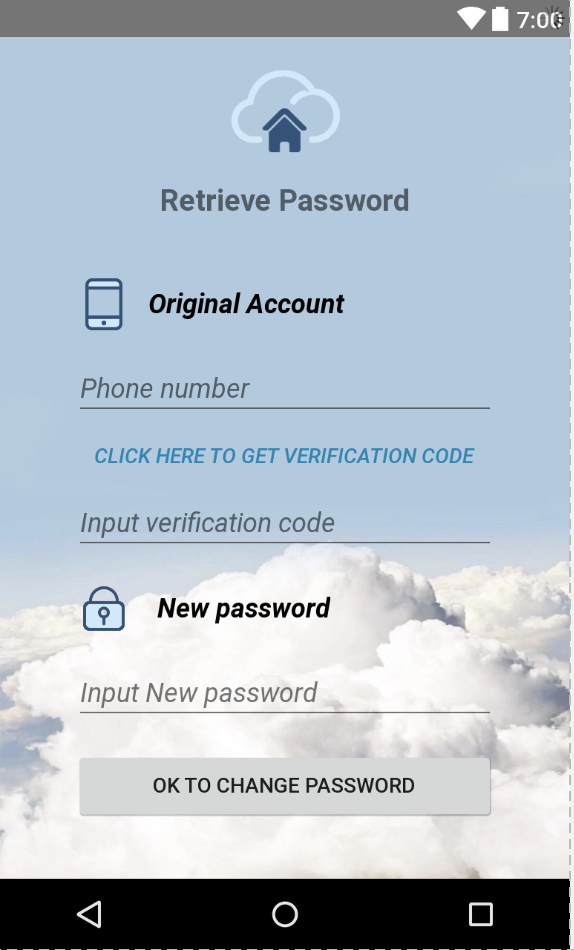 7:00
Retrieve Password
Original Account
Phone number
CLICK HERE TO GET VERIFICATION CODE
Input verification code
New password
Input New password
OK TO CHANGE PASSWORD